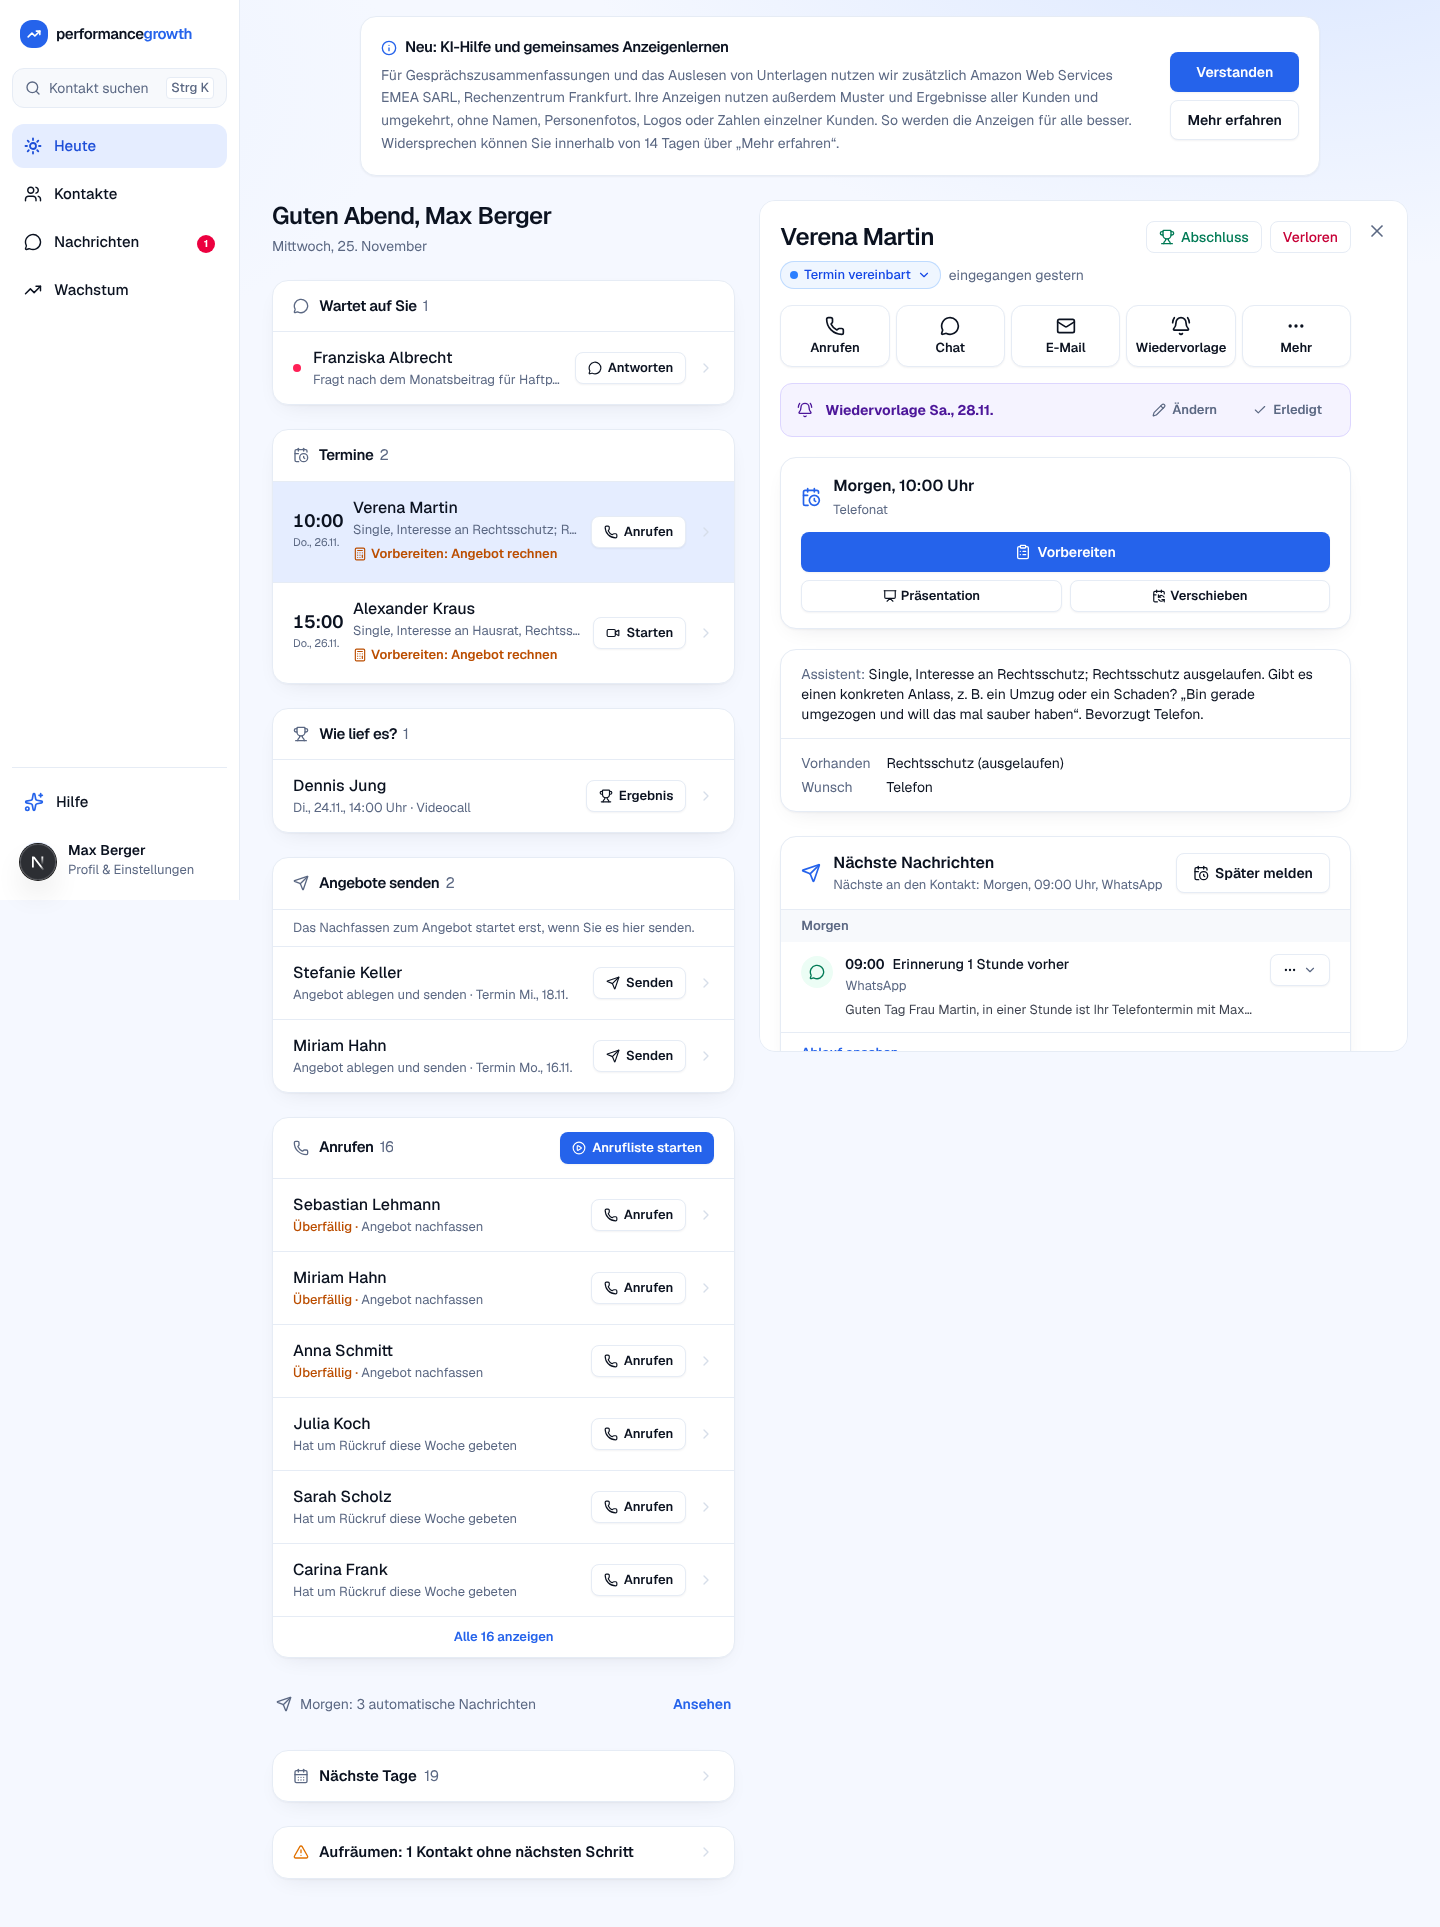 performancegrowth
Kontakt suchen Strg K
Heute
Kontakte
Nachrichten 1
Wachstum
Hilfe
N
Max Berger
Profil & Einstellungen
Neu: KI-Hilfe und gemeinsames Anzeigenlernen
Für Gesprächszusammenfassungen und das Auslesen von Unterlagen nutzen wir zusätzlich Amazon Web Services
EMEA SARL, Rechenzentrum Frankfurt. Ihre Anzeigen nutzen außerdem Muster und Ergebnisse aller Kunden und
umgekehrt, ohne Namen, Personenfotos, Logos oder Zahlen einzelner Kunden. So werden die Anzeigen für alle besser.
Widersprechen können Sie innerhalb von 14 Tagen über „Mehr erfahren“.
Verstanden
Mehr erfahren
Guten Abend, Max Berger
Mittwoch, 25. November
Wartet auf Sie 1
Franziska Albrecht
Fragt nach dem Monatsbeitrag für Haftp...
Antworten
Termine 2
10:00
Do., 26.11.
Verena Martin
Single, Interesse an Rechtsschutz; R...
Vorbereiten: Angebot rechnen
Anrufen
15:00
Do., 26.11.
Alexander Kraus
Single, Interesse an Hausrat, Rechtss...
Vorbereiten: Angebot rechnen
Starten
Wie lief es? 1
Dennis Jung
Di., 24.11., 14:00 Uhr · Videocall
Ergebnis
Angebote senden 2
Das Nachfassen zum Angebot startet erst, wenn Sie es hier senden.
Stefanie Keller
Angebot ablegen und senden · Termin Mi., 18.11.
Senden
Miriam Hahn
Angebot ablegen und senden · Termin Mo., 16.11.
Senden
Anrufen 16
Anrufliste starten
Sebastian Lehmann
Überfällig · Angebot nachfassen
Anrufen
Miriam Hahn
Überfällig · Angebot nachfassen
Anrufen
Anna Schmitt
Überfällig · Angebot nachfassen
Anrufen
Julia Koch
Hat um Rückruf diese Woche gebeten
Anrufen
Sarah Scholz
Hat um Rückruf diese Woche gebeten
Anrufen
Carina Frank
Hat um Rückruf diese Woche gebeten
Anrufen
Alle 16 anzeigen
Morgen: 3 automatische Nachrichten
Ansehen
Nächste Tage 19
Aufräumen: 1 Kontakt ohne nächsten Schritt
Verena Martin
Abschluss
Verloren
Termin vereinbart
eingegangen gestern
Anrufen
Chat
E-Mail
Wiedervorlage
Mehr
Wiedervorlage Sa., 28.11.
Ändern
Erledigt
Morgen, 10:00 Uhr
Telefonat
Vorbereiten
Präsentation
Verschieben
Assistent: Single, Interesse an Rechtsschutz; Rechtsschutz ausgelaufen. Gibt es
einen konkreten Anlass, z. B. ein Umzug oder ein Schaden? „Bin gerade
umgezogen und will das mal sauber haben“. Bevorzugt Telefon.
Vorhanden Rechtsschutz (ausgelaufen)
Wunsch Telefon
Nächste Nachrichten
Nächste an den Kontakt: Morgen, 09:00 Uhr, WhatsApp
Später melden
Morgen
09:00 Erinnerung 1 Stunde vorher
WhatsApp
Guten Tag Frau Martin, in einer Stunde ist Ihr Telefontermin mit Max...